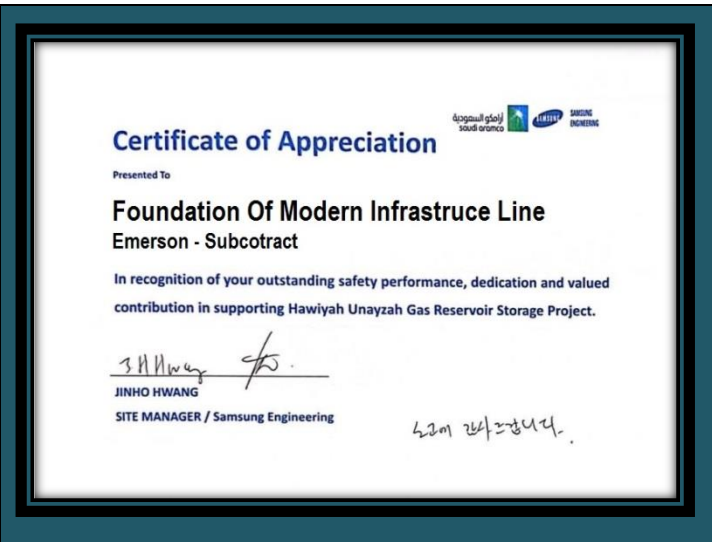 أرامكو السعودية
saudi aramco
SAMSUNG
SAMSUNG
ENGINEERING
Certificate of Appreciation
Presented To
Foundation Of Modern Infrastruce Line
Emerson - Subcotract
In recognition of your outstanding safety performance, dedication and valued
contribution in supporting Hawiyah Unayzah Gas Reservoir Storage Project.
JINHO HWANG
SITE MANAGER / Samsung Engineering
노고에 감사드립니다.